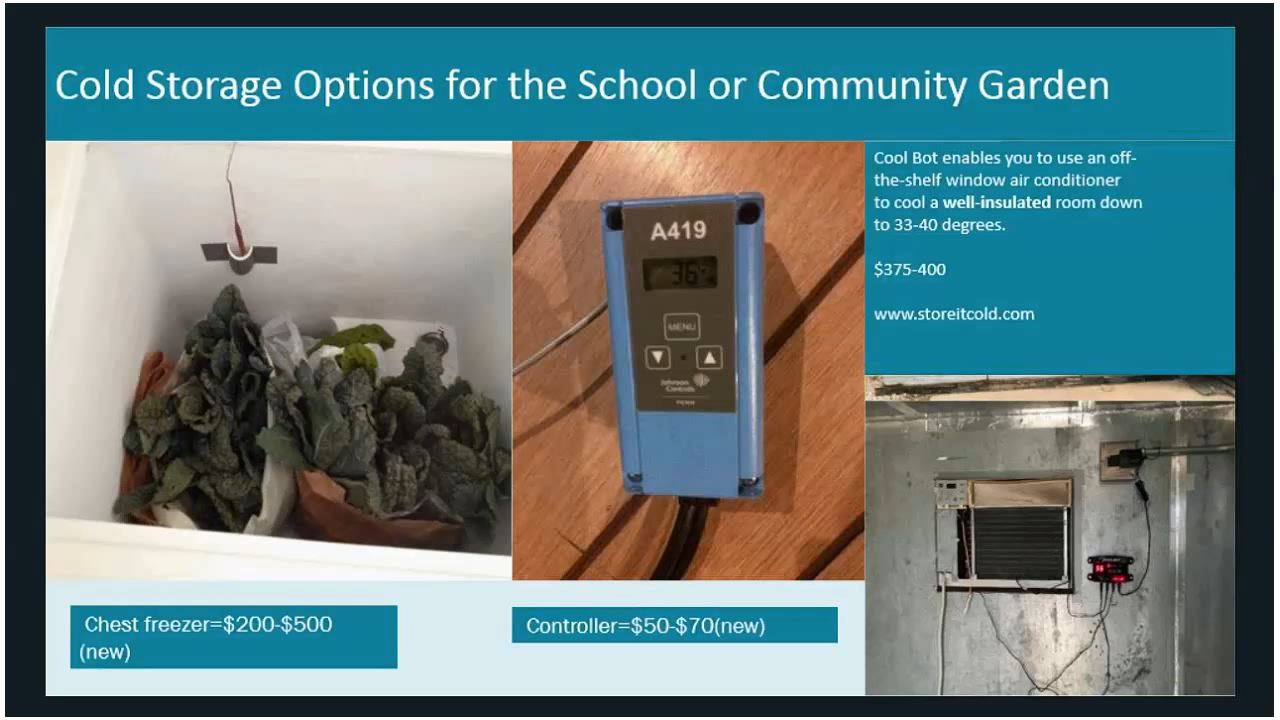 Cold Storage Options for the School or Community Garden
Cool Bot enables you to use an off-
the-shelf window air conditioner
to cool a well-insulated room down
to 33-40 degrees.
$375-400
www.storeitcold.com
A419
36
MENU
Johnson
Controls
PENN
Chest freezer=$200-$500
(new)
Controller=$50-$70(new)